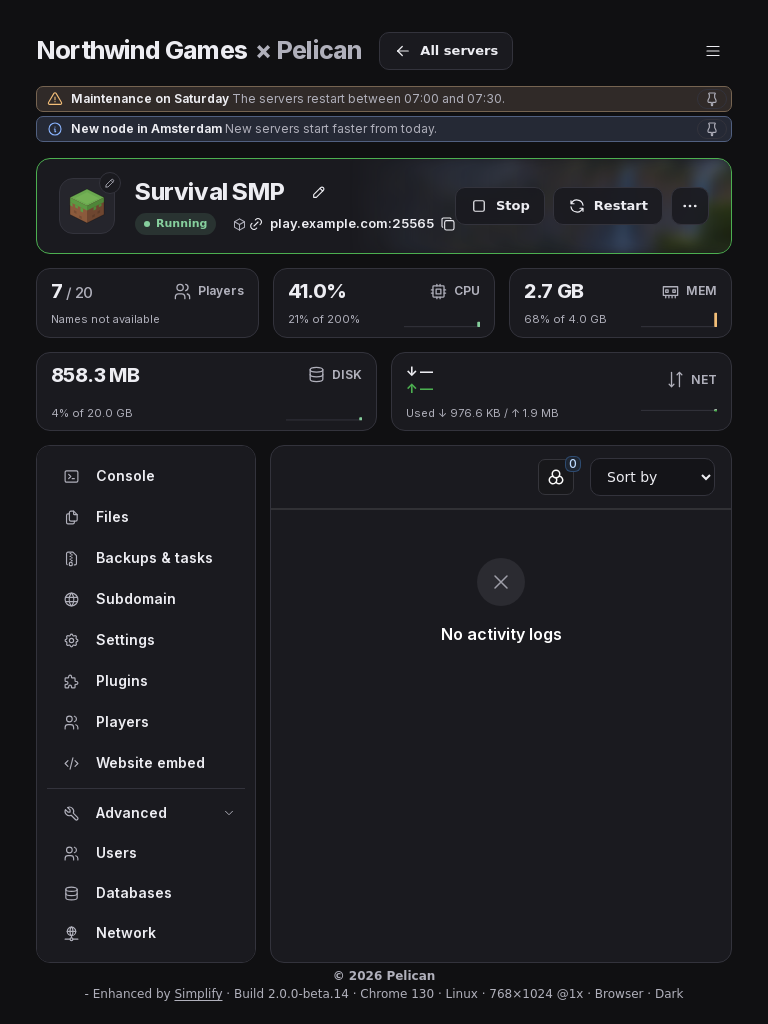 Northwind Games × Pelican All servers
Maintenance on Saturday The servers restart between 07:00 and 07:30.
New node in Amsterdam New servers start faster from today.
Survival SMP
Running play.example.com:25565
Stop Restart
7 / 20 Players
Names not available
41.0% CPU
21% of 200%
2.7 GB MEM
68% of 4.0 GB
858.3 MB DISK
4% of 20.0 GB
↓ —
↑ —
NET
Used ↓ 976.6 KB / ↑ 1.9 MB
Console
Files
Backups & tasks
Subdomain
Settings
Plugins
Players
Website embed
Advanced
Users
Databases
Network
0
Sort by
No activity logs
© 2026 Pelican
- Enhanced by Simplify · Build 2.0.0-beta.14 · Chrome 130 · Linux · 768×1024 @1x · Browser · Dark